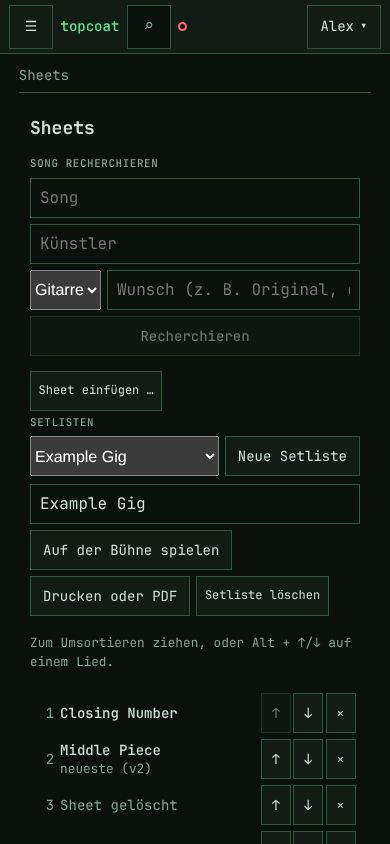 ☰ topcoat ⌕ Alex ▾
Sheets
Sheets
SONG RECHERCHIEREN
Song
Künstler
Gitarre
Wunsch (z. B. Original,
Recherchieren
Sheet einfügen …
SETLISTEN
Example Gig
Neue Setliste
Example Gig
Auf der Bühne spielen
Drucken oder PDF
Setliste löschen
Zum Umsortieren ziehen, oder Alt + ↑/↓ auf
einem Lied.
1 Closing Number ↑ ↓ ×
2 Middle Piece ↑ ↓ ×
neueste (v2)
3 Sheet gelöscht ↑ ↓ ×